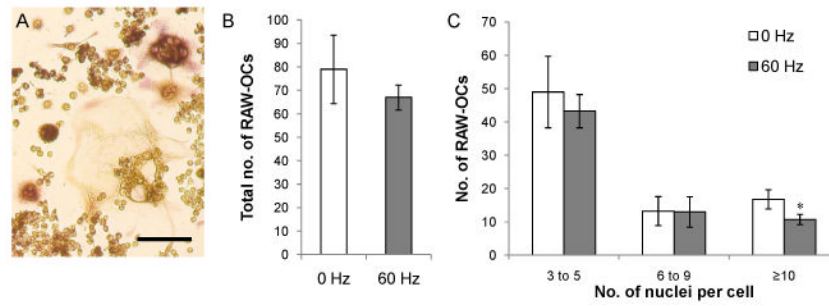 A
B
Total no. of RAW-OCs
100
90
80
70
60
50
40
30
20
10
0
0 Hz
60 Hz
C
No. of RAW-OCs
70
60
50
40
30
20
10
0
0 Hz
60 Hz
*
3 to 5
6 to 9
≥10
No. of nuclei per cell